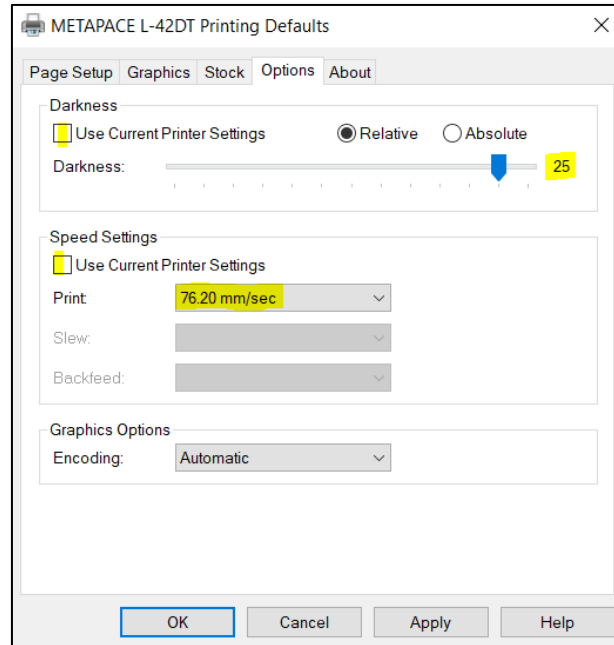 METAPACE L-42DT Printing Defaults
Page Setup Graphics Stock Options About
Darkness
Use Current Printer Settings Relative Absolute
Darkness: 25
Speed Settings
Use Current Printer Settings
Print: 76.20 mm/sec
Slew:
Backfeed:
Graphics Options
Encoding: Automatic
OK Cancel Apply Help